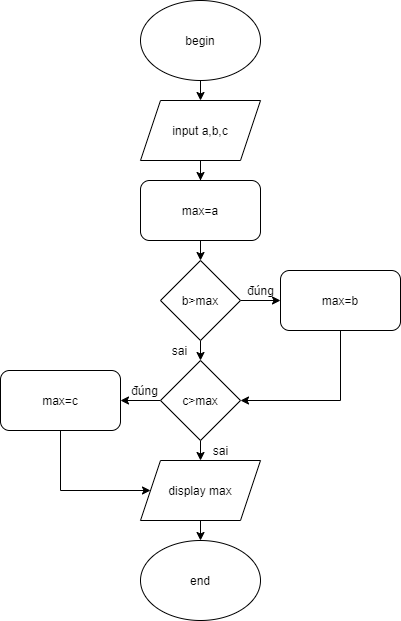 begin
input a,b,c
max=a
b>max
đúng
max=b
sai
c>max
đúng
max=c
sai
display max
end